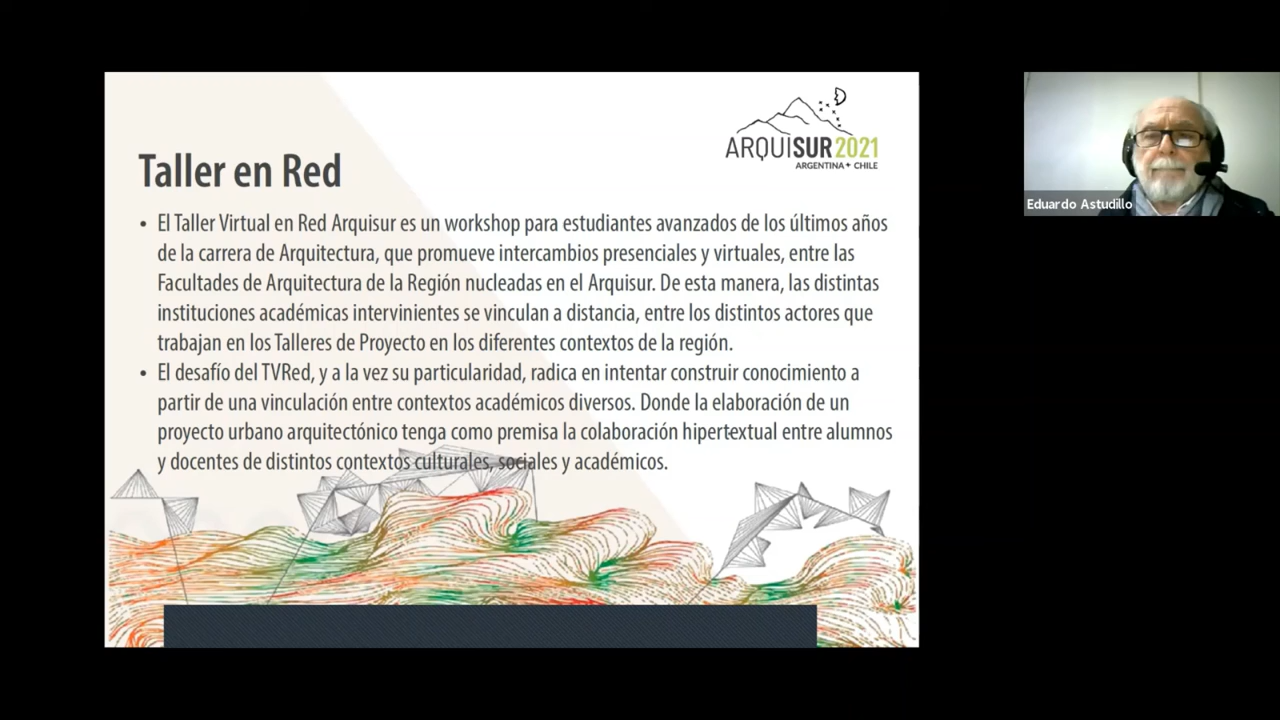 ARQUISUR 2021
ARGENTINA + CHILE
Taller en Red
• El Taller Virtual en Red Arquisur es un workshop para estudiantes avanzados de los últimos años
de la carrera de Arquitectura, que promueve intercambios presenciales y virtuales, entre las
Facultades de Arquitectura de la Región nucleadas en el Arquisur. De esta manera, las distintas
instituciones académicas intervinientes se vinculan a distancia, entre los distintos actores que
trabajan en los Talleres de Proyecto en los diferentes contextos de la región.
• El desafío del TVRed, y a la vez su particularidad, radica en intentar construir conocimiento a
partir de una vinculación entre contextos académicos diversos. Donde la elaboración de un
proyecto urbano arquitectónico tenga como premisa la colaboración hipertextual entre alumnos
y docentes de distintos contextos culturales, sociales y académicos.
Eduardo Astudillo